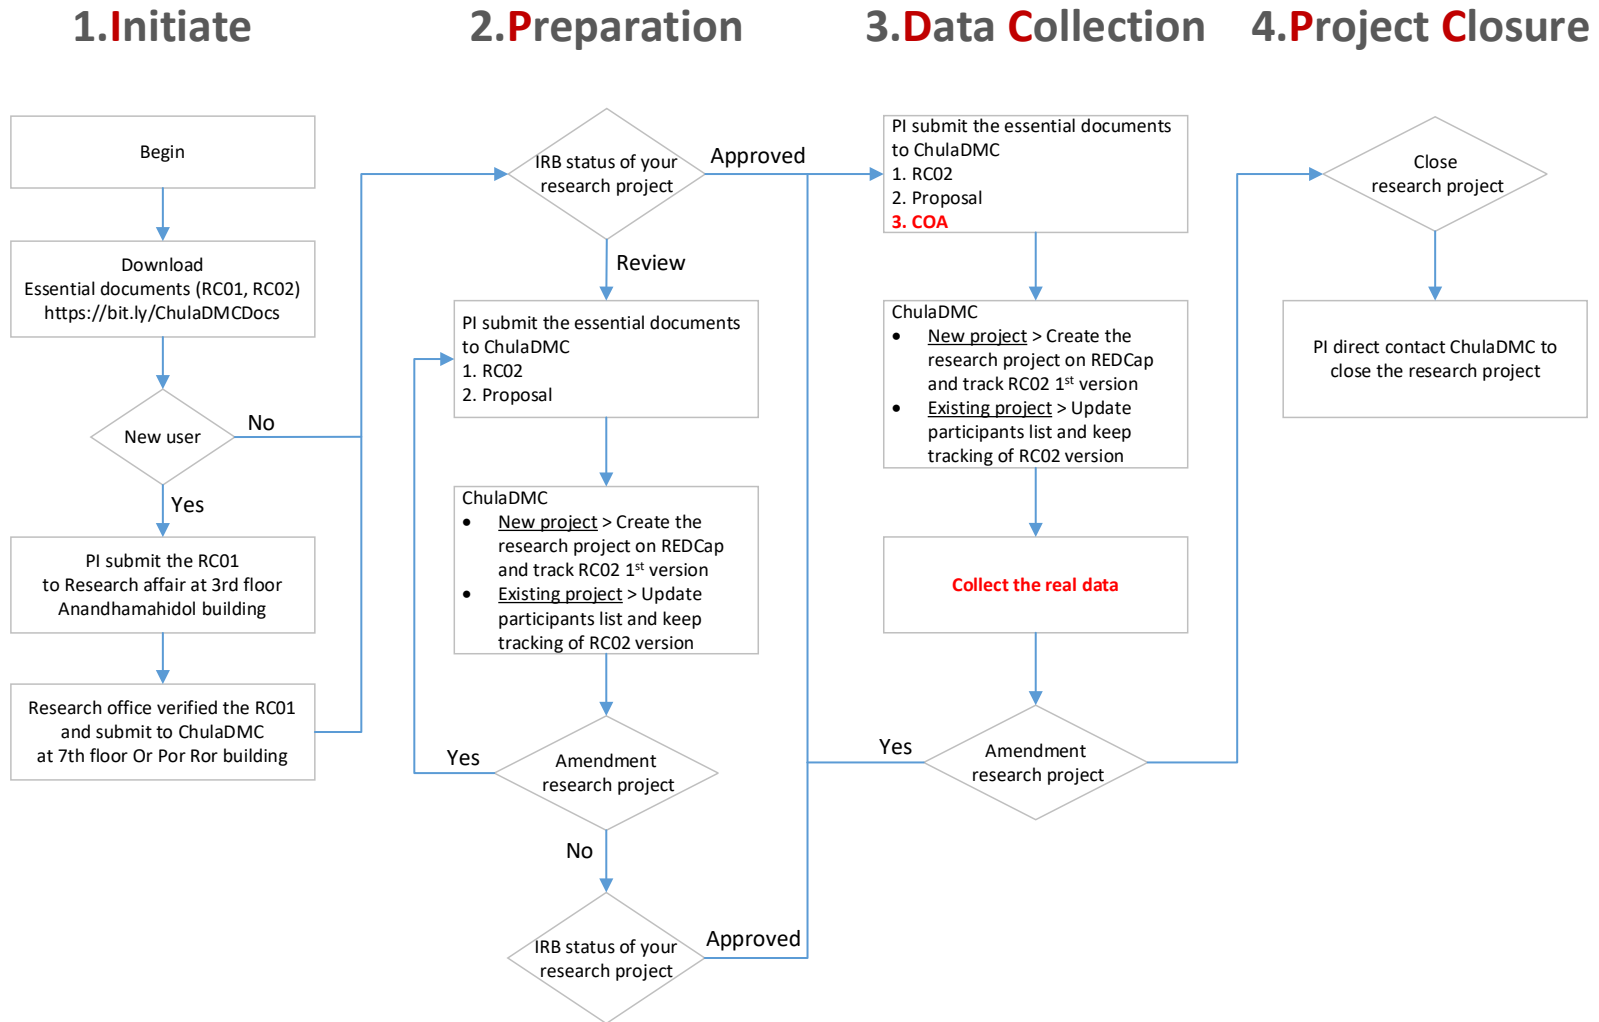 1.Initiate
2.Preparation
3.Data Collection
4.Project Closure
Begin
Download
Essential documents (RC01, RC02)
https://bit.ly/ChulaDMCDocs
New user
No
Yes
PI submit the RC01
to Research affair at 3rd floor
Anandhamahidol building
Research office verified the RC01
and submit to ChulaDMC
at 7th floor Or Por Ror building
IRB status of your
research project
Approved
Review
PI submit the essential documents
to ChulaDMC
1. RC02
2. Proposal
ChulaDMC
• New project > Create the
research project on REDCap
and track RC02 1st version
• Existing project > Update
participants list and keep
tracking of RC02 version
Amendment
research project
Yes
No
IRB status of your
research project
Approved
PI submit the essential documents
to ChulaDMC
1. RC02
2. Proposal
3. COA
ChulaDMC
• New project > Create the
research project on REDCap
and track RC02 1st version
• Existing project > Update
participants list and keep
tracking of RC02 version
Collect the real data
Amendment
research project
Yes
Close
research project
PI direct contact ChulaDMC to
close the research project